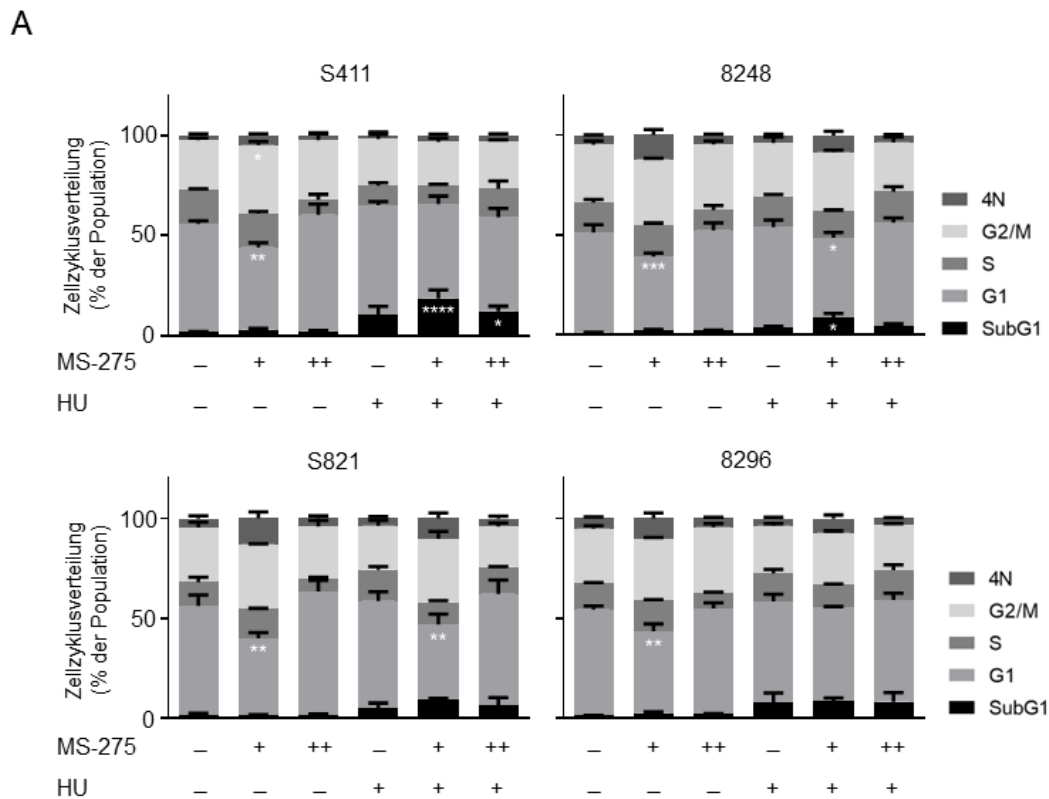 A
S411
8248
Zellzyklusverteilung
(% der Population)
100
50
0
*
**
****
*
***
*
*
4N
G2/M
S
G1
SubG1
MS-275 – + ++ – + ++ – + ++ – + ++
HU – – – + + + – – – + + +
S821
8296
Zellzyklusverteilung
(% der Population)
100
50
0
**
**
**
4N
G2/M
S
G1
SubG1
MS-275 – + ++ – + ++ – + ++ – + ++
HU – – – + + + – – – + + +